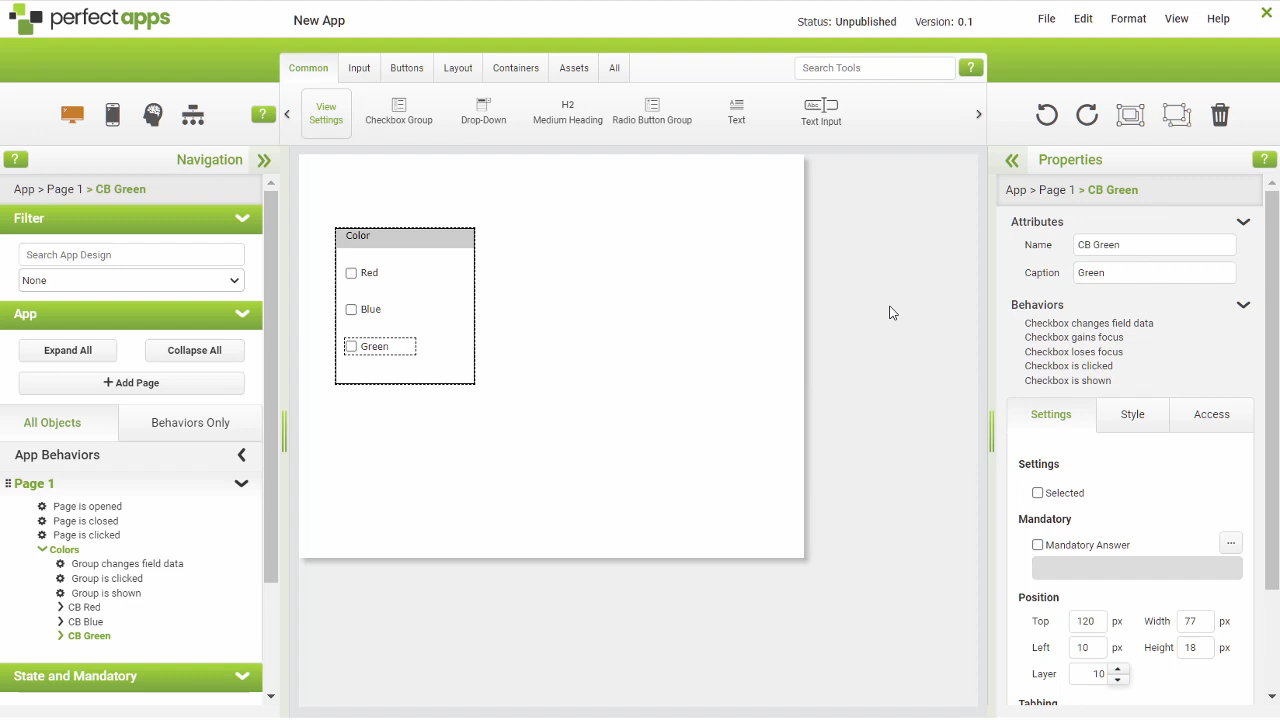 perfectapps
New App
Status: Unpublished
Version: 0.1
File Edit Format View Help
Common Input Buttons Layout Containers Assets All
Search Tools
?
?
View Settings
Checkbox Group
Drop-Down
H2
Medium Heading
Radio Button Group
Text
Abc
Text Input
? Navigation
App > Page 1 > CB Green
Filter
Search App Design
None
App
Expand All Collapse All
+ Add Page
All Objects Behaviors Only
App Behaviors
Page 1
Page is opened
Page is closed
Page is clicked
Colors
Group changes field data
Group is clicked
Group is shown
CB Red
CB Blue
CB Green
State and Mandatory
Color
Red
Blue
Green
Properties ?
App > Page 1 > CB Green
Attributes
Name CB Green
Caption Green
Behaviors
Checkbox changes field data
Checkbox gains focus
Checkbox loses focus
Checkbox is clicked
Checkbox is shown
Settings Style Access
Settings
Selected
Mandatory
Mandatory Answer ...
Position
Top 120 px Width 77 px
Left 10 px Height 18 px
Layer 10
Tabbing